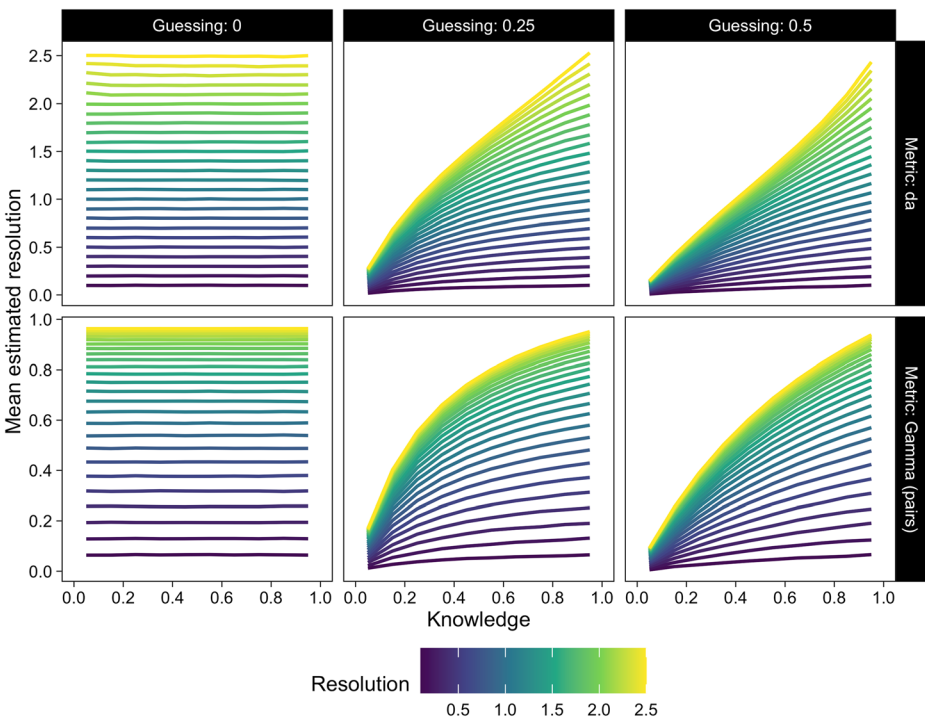 Guessing: 0
Guessing: 0.25
Guessing: 0.5
2.5
2.0
1.5
1.0
0.5
0.0
Metric: da
Mean estimated resolution
1.0
0.8
0.6
0.4
0.2
0.0
Metric: Gamma (pairs)
0.0 0.2 0.4 0.6 0.8 1.0
0.0 0.2 0.4 0.6 0.8 1.0
0.0 0.2 0.4 0.6 0.8 1.0
Knowledge
Resolution
0.5 1.0 1.5 2.0 2.5